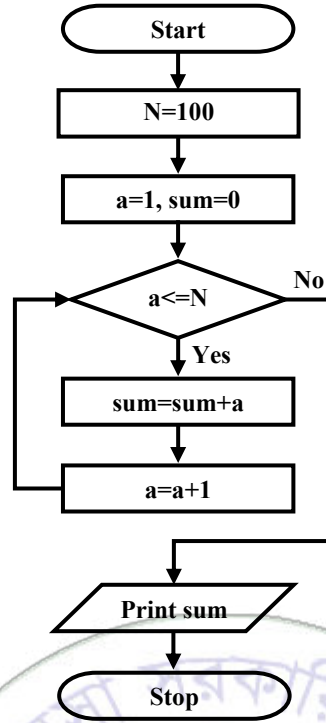 Start
N=100
a=1, sum=0
a<=N
No
Yes
sum=sum+a
a=a+1
Print sum
Stop